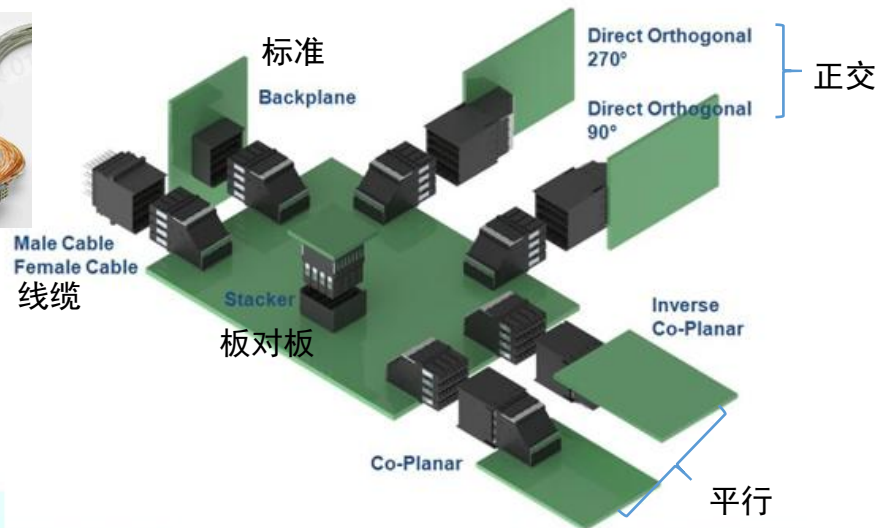 标准
Backplane
Direct Orthogonal
270°
正交
Direct Orthogonal
90°
Male Cable
Female Cable
线缆
Stacker
板对板
Inverse
Co-Planar
Co-Planar
平行